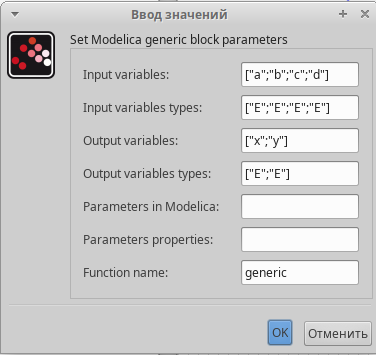 Ввод значений
Set Modelica generic block parameters
Input variables: ["a";"b";"c";"d"]
Input variables types: ["E";"E";"E";"E"]
Output variables: ["x";"y"]
Output variables types: ["E";"E"]
Parameters in Modelica:
Parameters properties:
Function name: generic
OK Отменить